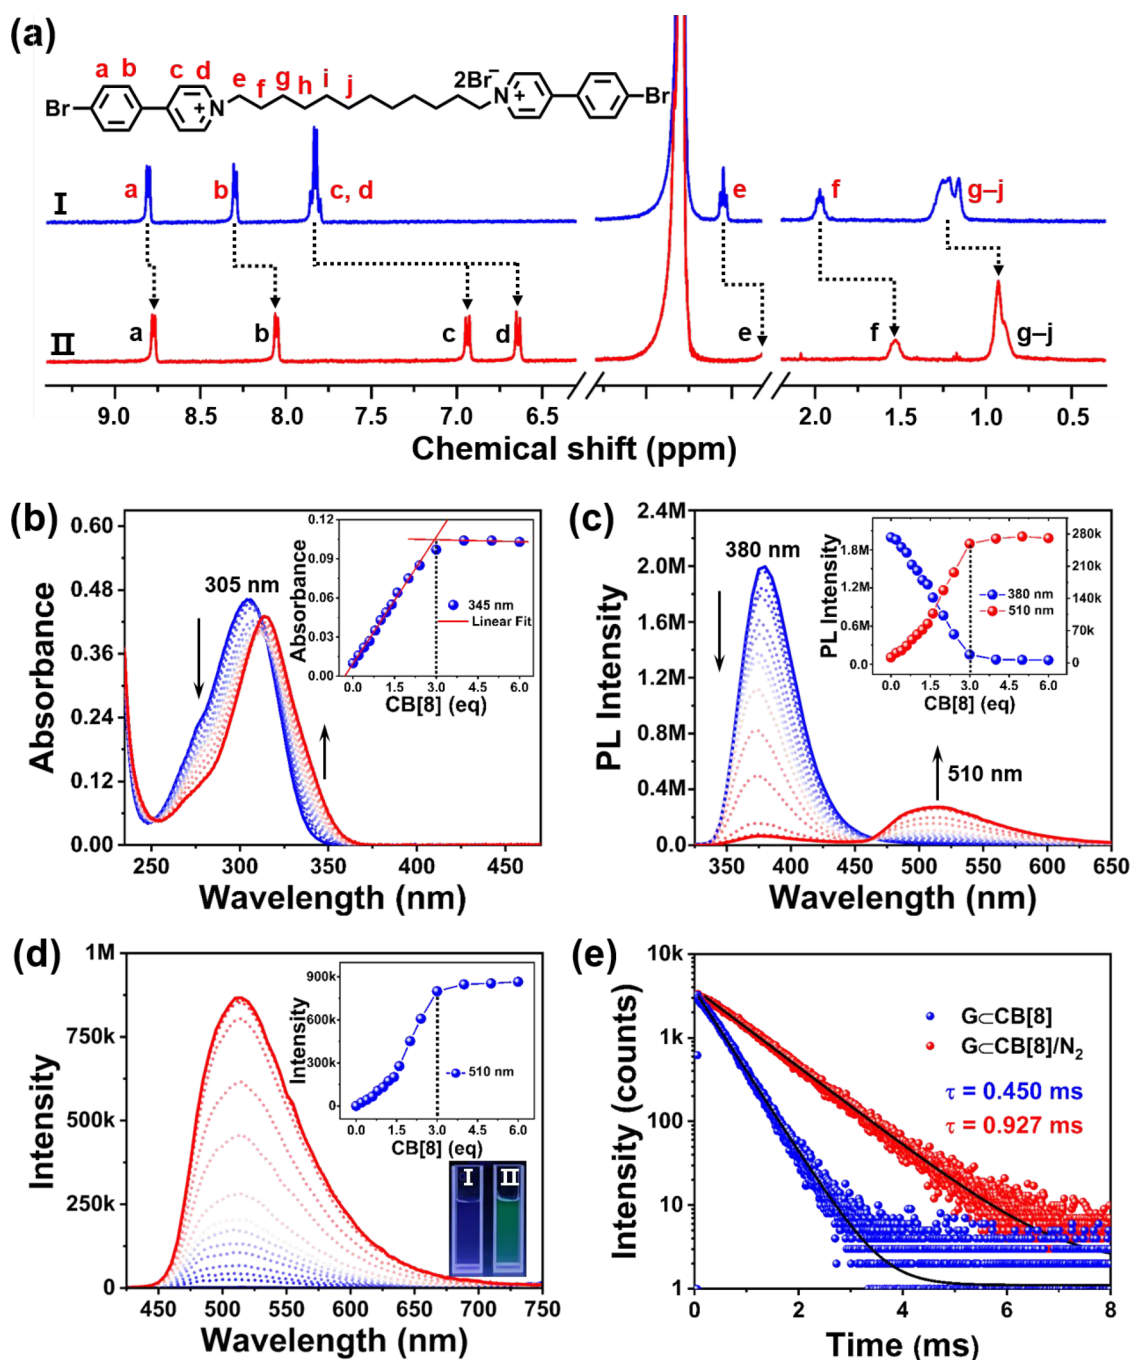 (a)
a b c d e f g h i j 2Br⁻
Br N + N + Br
I a b c, d e f g–j
II a b c d e f g–j
9.0 8.5 8.0 7.5 7.0 6.5 2.0 1.5 1.0 0.5
Chemical shift (ppm)
(b)
Absorbance
0.60
0.48
0.36
0.24
0.12
0.00
305 nm
250 300 350 400 450
Wavelength (nm)
Absorbance
0.12
0.09
0.06
0.03
0.00
345 nm
Linear Fit
0.0 1.5 3.0 4.5 6.0
CB[8] (eq)
(c)
PL Intensity
2.4M
2.0M
1.6M
1.2M
0.8M
0.4M
0.0
380 nm
510 nm
350 400 450 500 550 600 650
Wavelength (nm)
PL Intensity
1.8M
1.2M
0.6M
0.0
280k
210k
140k
70k
0
380 nm
510 nm
0.0 1.5 3.0 4.5 6.0
CB[8] (eq)
(d)
Intensity
1M
750k
500k
250k
0
450 500 550 600 650 700 750
Wavelength (nm)
Intensity
900k
600k
300k
0
510 nm
0.0 1.5 3.0 4.5 6.0
CB[8] (eq)
I II
(e)
Intensity (counts)
10k
1k
100
10
1
G⊂CB[8]
G⊂CB[8]/N₂
τ = 0.450 ms
τ = 0.927 ms
0 2 4 6 8
Time (ms)